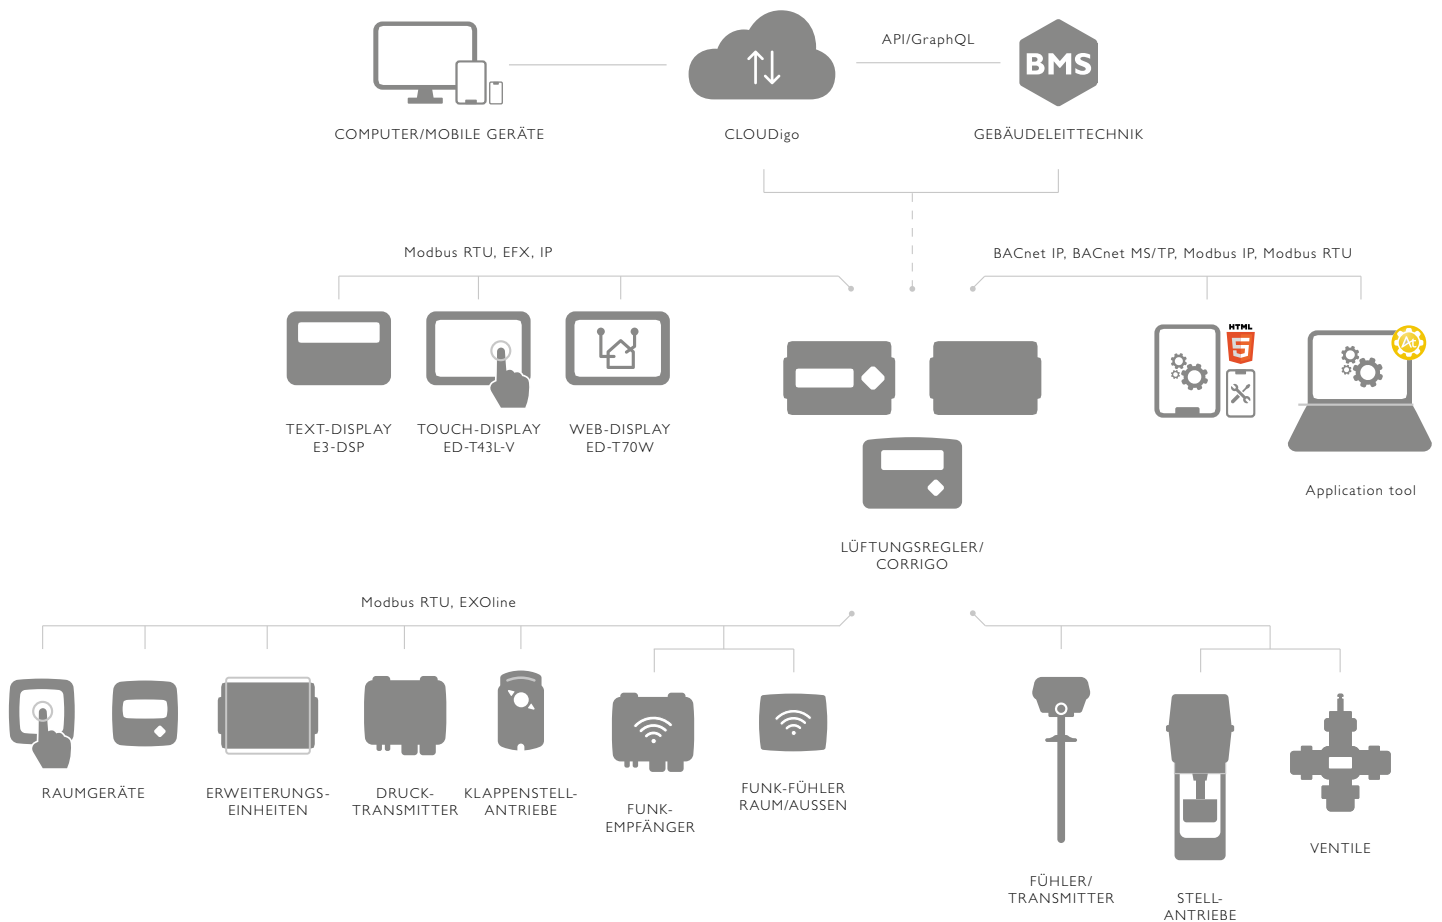 API/GraphQL
BMS
COMPUTER/MOBILE GERÄTE
CLOUDigo
GEBÄUDELEITTECHNIK
Modbus RTU, EFX, IP
BACnet IP, BACnet MS/TP, Modbus IP, Modbus RTU
HTML
5
At
TEXT-DISPLAY
E3-DSP
TOUCH-DISPLAY
ED-T43L-V
WEB-DISPLAY
ED-T70W
Application tool
LÜFTUNGSREGLER/
CORRIGO
Modbus RTU, EXOline
RAUMGERÄTE
ERWEITERUNGS-
EINHEITEN
DRUCK-
TRANSMITTER
KLAPPENSTELL-
ANTRIEBE
FUNK-
EMPFÄNGER
FUNK-FÜHLER
RAUM/AUSSEN
FÜHLER/
TRANSMITTER
STELL-
ANTRIEBE
VENTILE